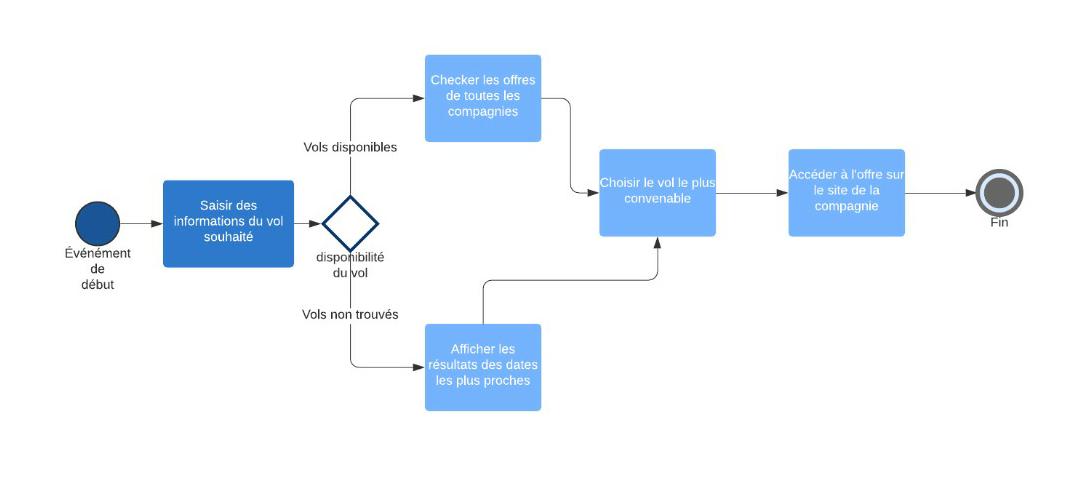 Événément
de
début
Saisir des
informations du vol
souhaité
disponibilité
du vol
Vols disponibles
Checker les offres
de toutes les
compagnies
Vols non trouvés
Afficher les
résultats des dates
les plus proches
Choisir le vol le plus
convenable
Accéder à l'offre sur
le site de la
compagnie
Fin